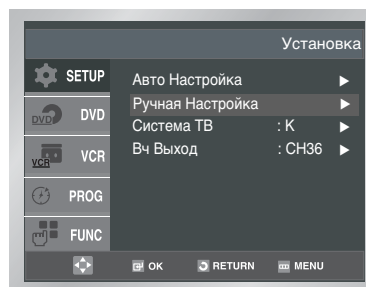 Установка
SETUP
DVD DVD
VCR VCR
PROG
FUNC
Авто Настройка
Ручная Настройка
Система ТВ : K
Вч Выход : CH36
OK RETURN MENU